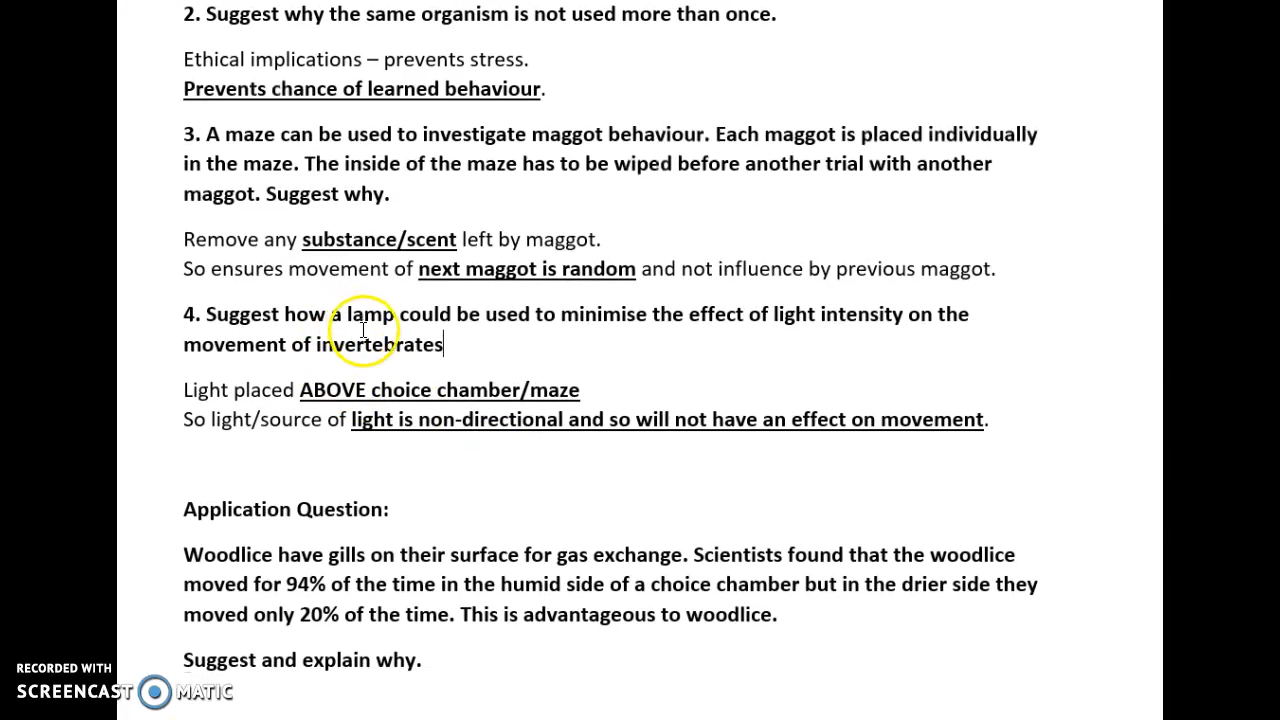 2. Suggest why the same organism is not used more than once.
Ethical implications – prevents stress.
Prevents chance of learned behaviour.
3. A maze can be used to investigate maggot behaviour. Each maggot is placed individually
in the maze. The inside of the maze has to be wiped before another trial with another
maggot. Suggest why.
Remove any substance/scent left by maggot.
So ensures movement of next maggot is random and not influence by previous maggot.
4. Suggest how a lamp could be used to minimise the effect of light intensity on the
movement of invertebrates
Light placed ABOVE choice chamber/maze
So light/source of light is non-directional and so will not have an effect on movement.
Application Question:
Woodlice have gills on their surface for gas exchange. Scientists found that the woodlice
moved for 94% of the time in the humid side of a choice chamber but in the drier side they
moved only 20% of the time. This is advantageous to woodlice.
Suggest and explain why.
RECORDED WITH
SCREENCAST MATIC